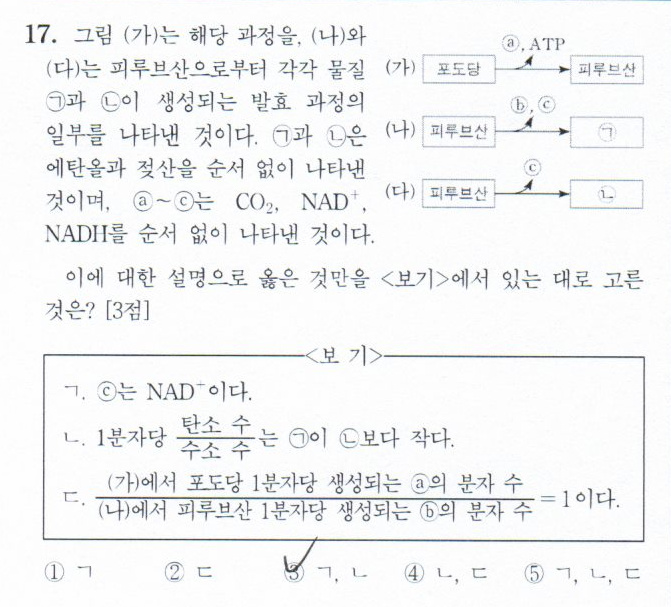 17. 그림 (가)는 해당 과정을, (나)와
(다)는 피루브산으로부터 각각 물질
㉠과 ㉡이 생성되는 발효 과정의
일부를 나타낸 것이다. ㉠과 ㉡은
에탄올과 젖산을 순서 없이 나타낸
것이며, ⓐ~ⓒ는 CO₂, NAD⁺,
NADH를 순서 없이 나타낸 것이다.
ⓐ, ATP
(가) 포도당 피루브산
ⓑ, ⓒ
(나) 피루브산 ㉠
ⓒ
(다) 피루브산 ㉡
이에 대한 설명으로 옳은 것만을 <보기>에서 있는 대로 고른
것은? [3점]
<보 기>
ㄱ. ⓒ는 NAD⁺이다.
ㄴ. 1분자당 탄소 수/수소 수 는 ㉠이 ㉡보다 작다.
ㄷ. (가)에서 포도당 1분자당 생성되는 ⓐ의 분자 수/(나)에서 피루브산 1분자당 생성되는 ⓑ의 분자 수 = 1이다.
① ㄱ ② ㄷ ③ ㄱ, ㄴ ④ ㄴ, ㄷ ⑤ ㄱ, ㄴ, ㄷ